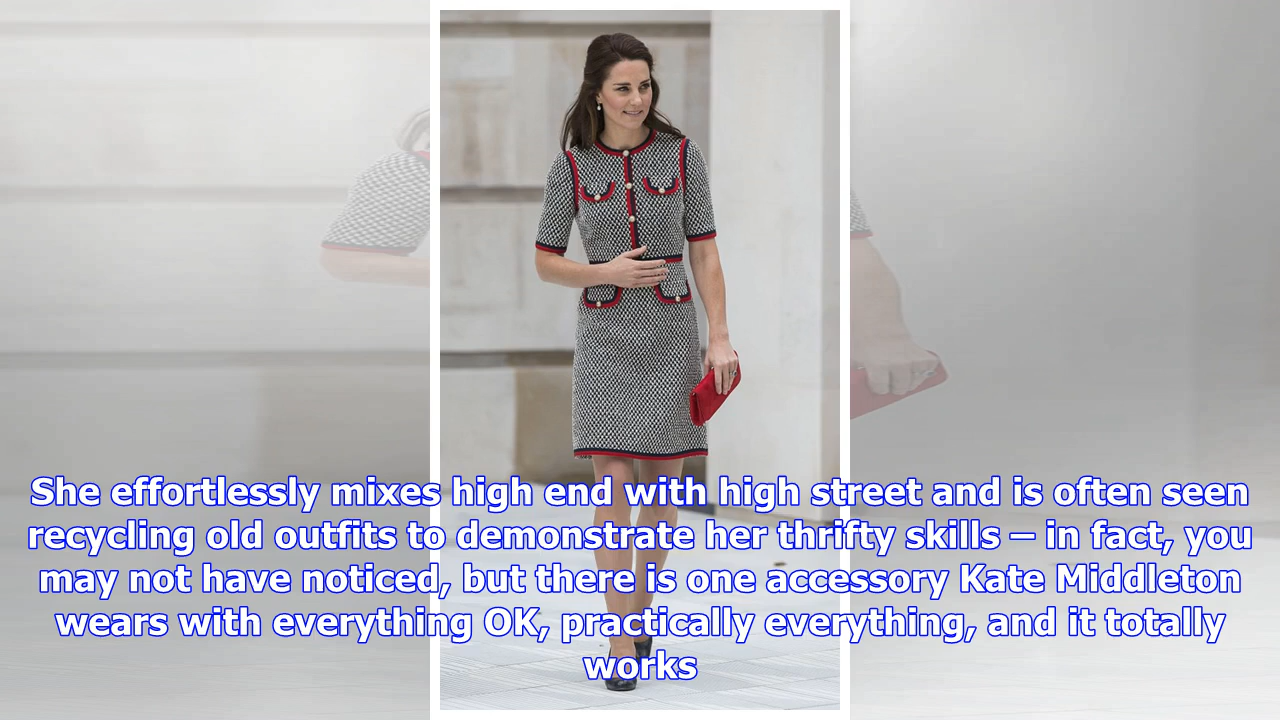 She effortlessly mixes high end with high street and is often seen
recycling old outfits to demonstrate her thrifty skills – in fact, you
may not have noticed, but there is one accessory Kate Middleton
wears with everything OK, practically everything, and it totally
works